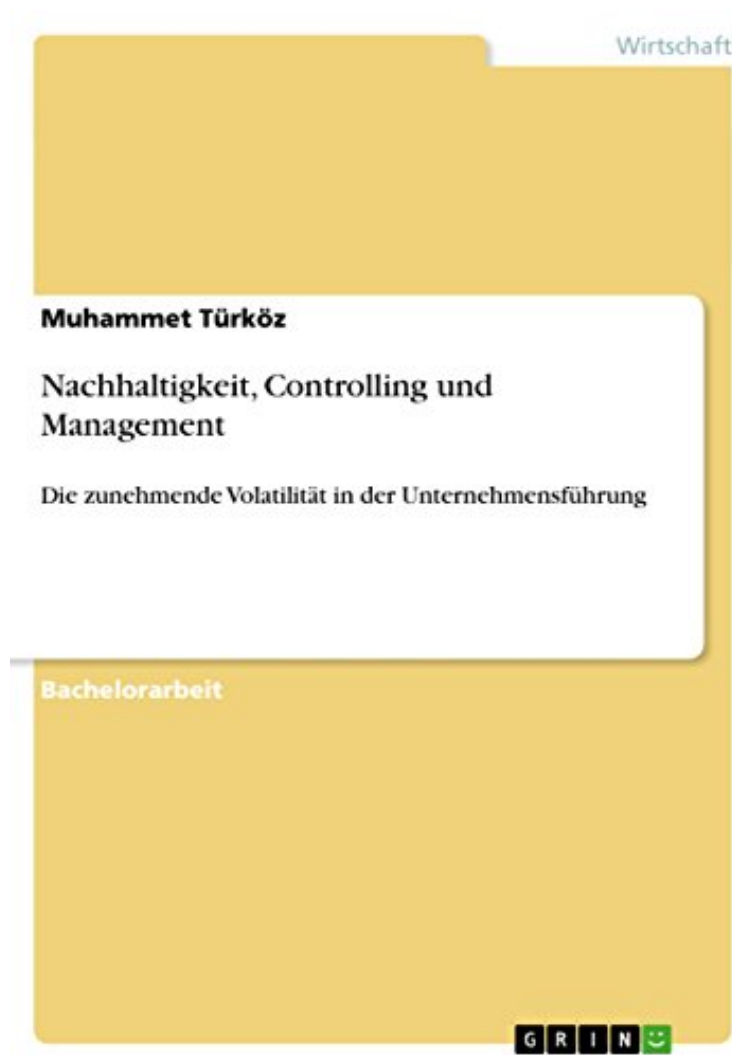 Wirtschaft
Muhammet Türköz
Nachhaltigkeit, Controlling und
Management
Die zunehmende Volatilität in der Unternehmensführung
Bachelorarbeit
GRIN